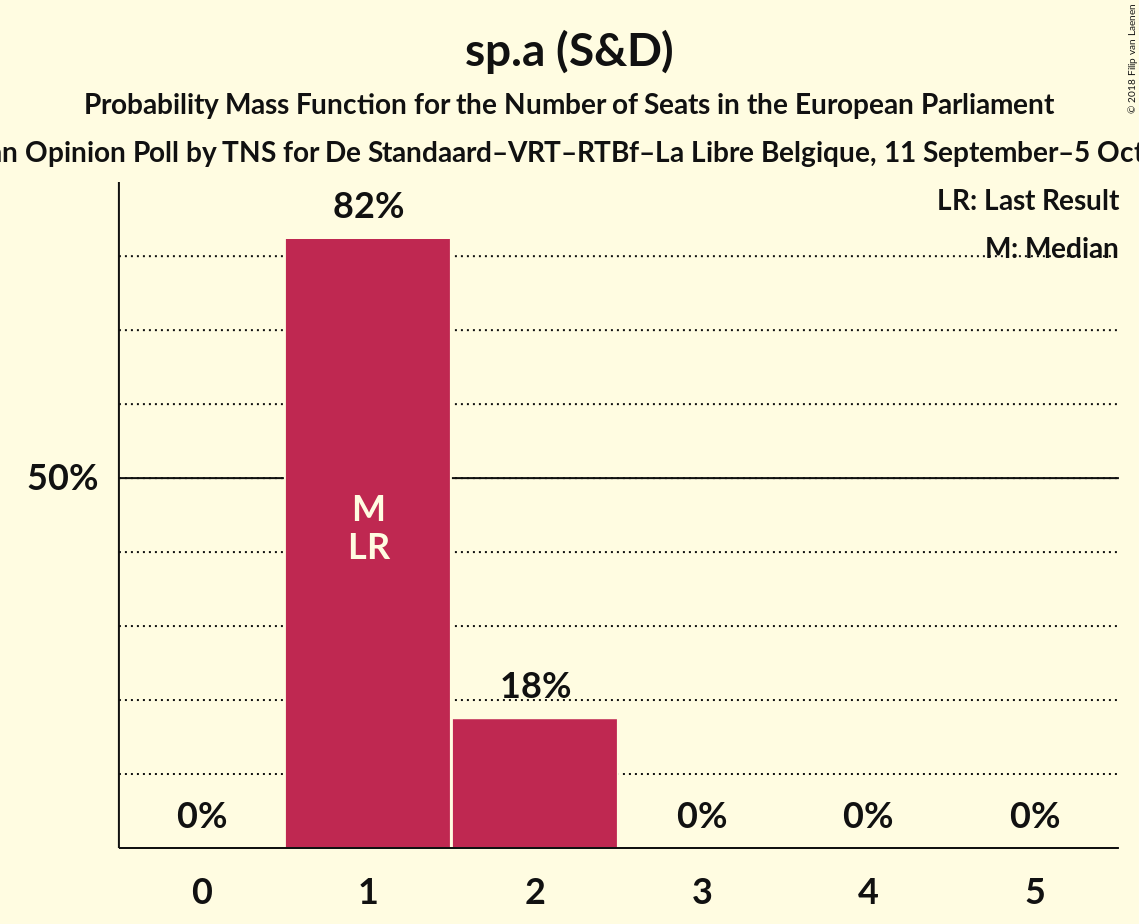 sp.a (S&D)
Probability Mass Function for the Number of Seats in the European Parliament
an Opinion Poll by TNS for De Standaard–VRT–RTBf–La Libre Belgique, 11 September–5 Oct
© 2018 Filip van Laenen
LR: Last Result
M: Median
82%
50%
M
LR
18%
0%
0%
0%
0%
0
1
2
3
4
5